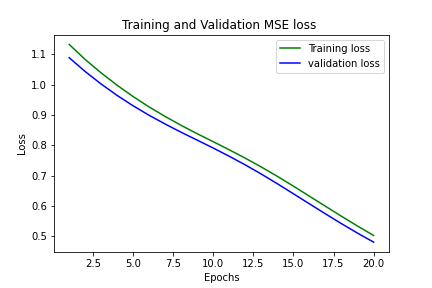 Training and Validation MSE loss
Training loss
validation loss
1.1
1.0
0.9
0.8
0.7
0.6
0.5
Loss
2.5 5.0 7.5 10.0 12.5 15.0 17.5 20.0
Epochs